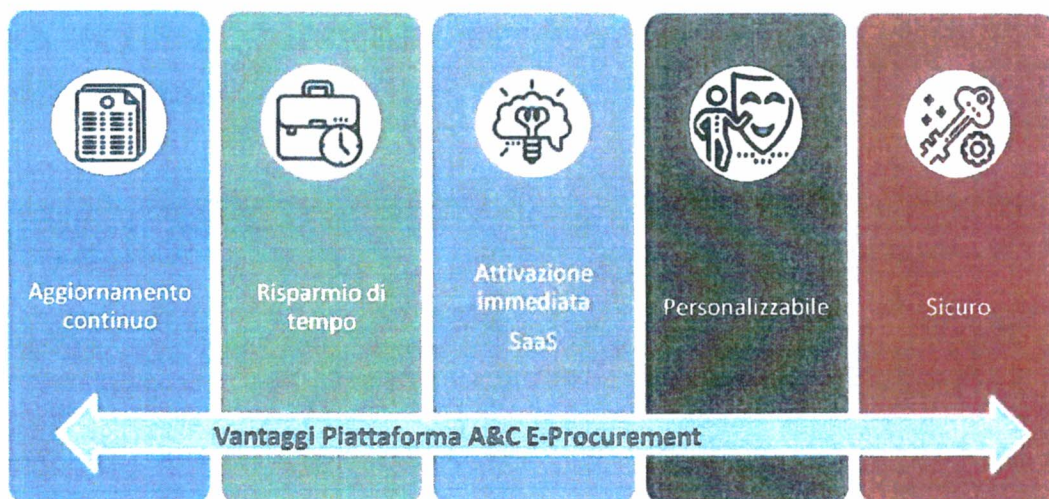 Aggiornamento
continuo
Risparmio di
tempo
Attivazione
immediata
SaaS
Personalizzabile
Sicuro
Vantaggi Piattaforma A&C E-Procurement